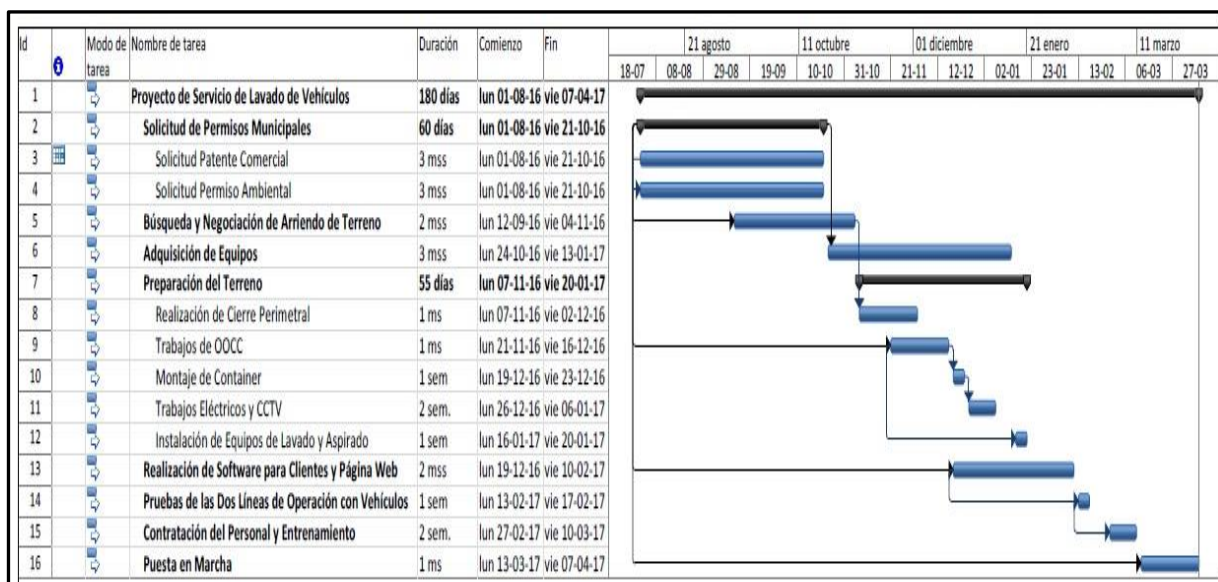 Id Modo de tarea Nombre de tarea Duración Comienzo Fin 21 agosto 11 octubre 01 diciembre 21 enero 11 marzo
18-07 08-08 29-08 19-09 10-10 31-10 21-11 12-12 02-01 23-01 13-02 06-03 27-03
1 Proyecto de Servicio de Lavado de Vehículos 180 días lun 01-08-16 vie 07-04-17
2 Solicitud de Permisos Municipales 60 días lun 01-08-16 vie 21-10-16
3 Solicitud Patente Comercial 3 mss lun 01-08-16 vie 21-10-16
4 Solicitud Permiso Ambiental 3 mss lun 01-08-16 vie 21-10-16
5 Búsqueda y Negociación de Arriendo de Terreno 2 mss lun 12-09-16 vie 04-11-16
6 Adquisición de Equipos 3 mss lun 24-10-16 vie 13-01-17
7 Preparación del Terreno 55 días lun 07-11-16 vie 20-01-17
8 Realización de Cierre Perimetral 1 ms lun 07-11-16 vie 02-12-16
9 Trabajos de OOCC 1 ms lun 21-11-16 vie 16-12-16
10 Montaje de Container 1 sem lun 19-12-16 vie 23-12-16
11 Trabajos Eléctricos y CCTV 2 sem. lun 26-12-16 vie 06-01-17
12 Instalación de Equipos de Lavado y Aspirado 1 sem lun 16-01-17 vie 20-01-17
13 Realización de Software para Clientes y Página Web 2 mss lun 19-12-16 vie 10-02-17
14 Pruebas de las Dos Líneas de Operación con Vehículos 1 sem lun 13-02-17 vie 17-02-17
15 Contratación del Personal y Entrenamiento 2 sem. lun 27-02-17 vie 10-03-17
16 Puesta en Marcha 1 ms lun 13-03-17 vie 07-04-17